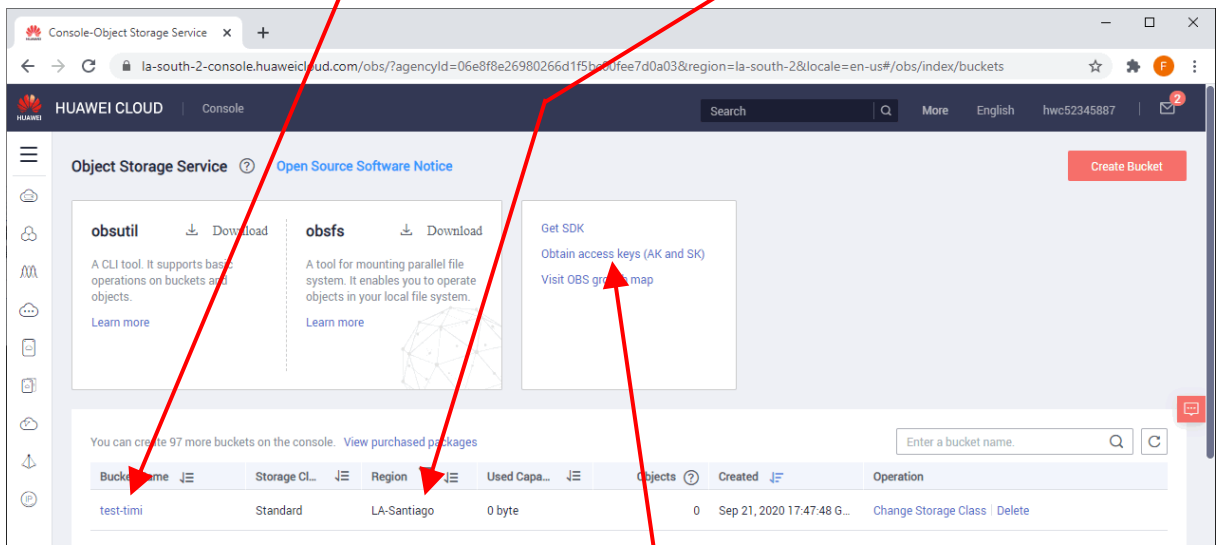 Console-Object Storage Service × +
la-south-2-console.huaweicloud.com/obs/?agencyId=06e8f8e26980266d1f5bc90fee7d0a03&region=la-south-2&locale=en-us#/obs/index/buckets F
HUAWEI HUAWEI CLOUD | Console Search More English hwc52345887 2
Object Storage Service ? Open Source Software Notice Create Bucket
obsutil Download obsfs Download Get SDK
A CLI tool. It supports basic
operations on buckets and
objects.
Learn more
A tool for mounting parallel file
system. It enables you to operate
objects in your local file system.
Learn more
Obtain access keys (AK and SK)
Visit OBS growth map
You can create 97 more buckets on the console. View purchased packages Enter a bucket name.
Bucket Name Storage Cl... Region Used Capa... Objects ? Created Operation
test-timi Standard LA-Santiago 0 byte 0 Sep 21, 2020 17:47:48 G... Change Storage Class | Delete
IP